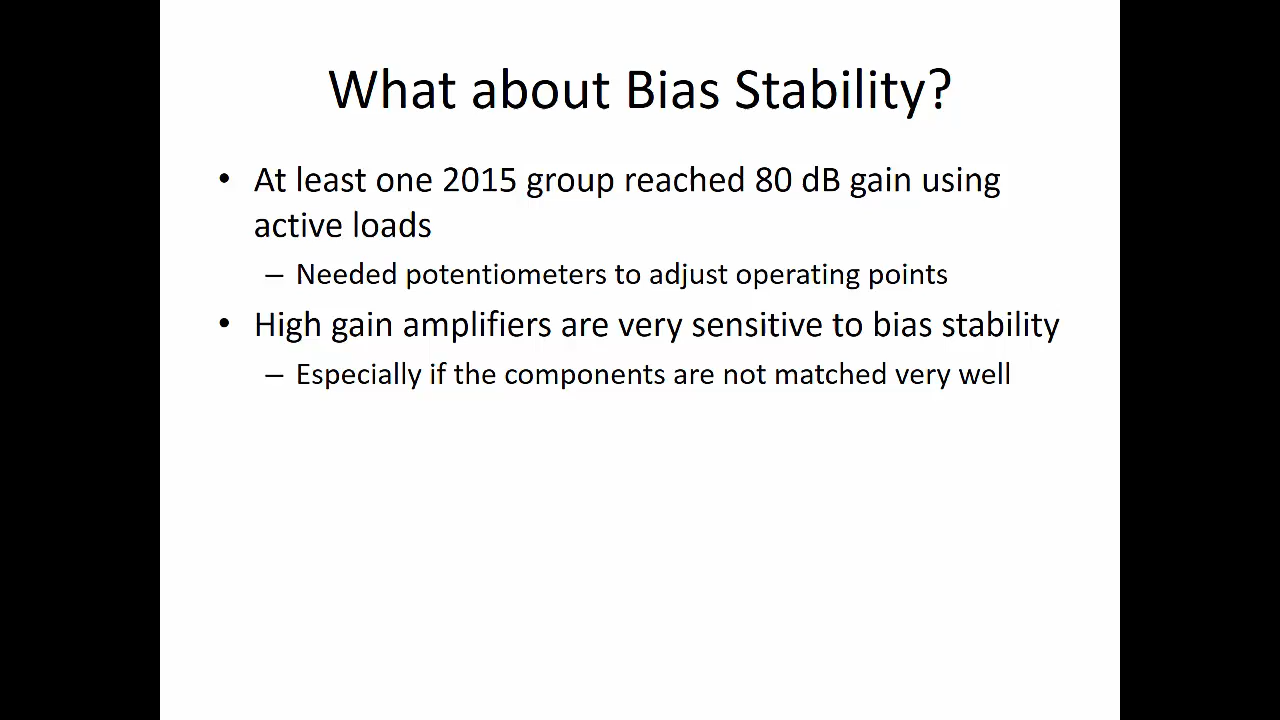 What about Bias Stability?
• At least one 2015 group reached 80 dB gain using
active loads
– Needed potentiometers to adjust operating points
• High gain amplifiers are very sensitive to bias stability
– Especially if the components are not matched very well